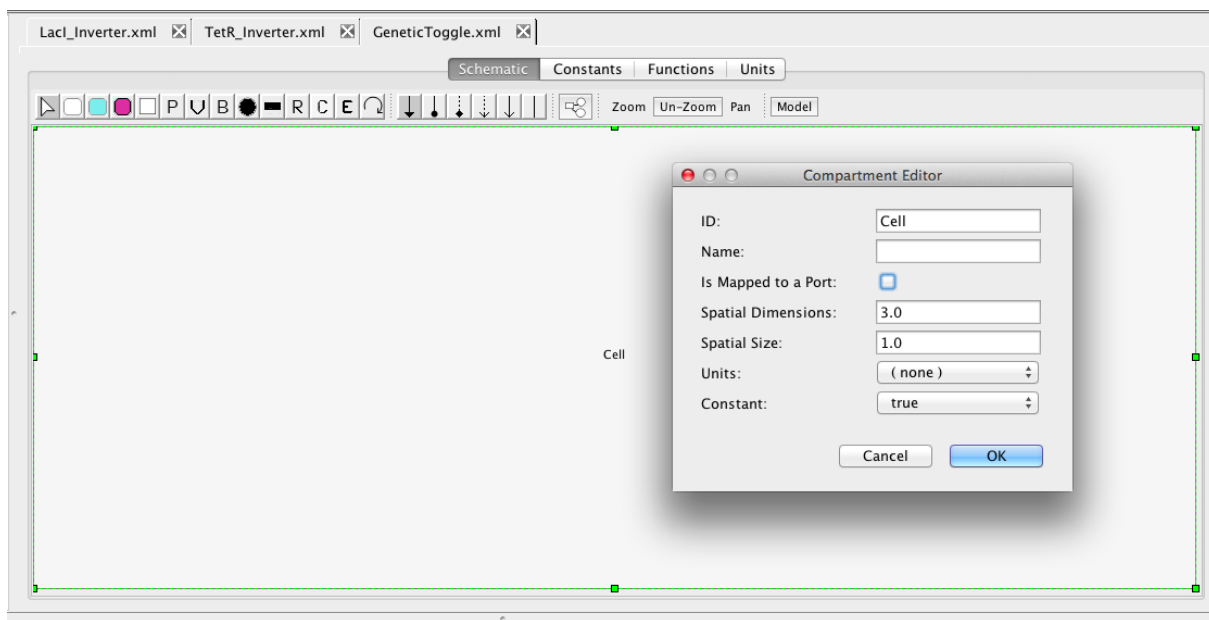 LacI_Inverter.xml TetR_Inverter.xml GeneticToggle.xml
Schematic Constants Functions Units
P V B R C E Zoom Un-Zoom Pan Model
Compartment Editor
ID: Cell
Name:
Is Mapped to a Port:
Spatial Dimensions: 3.0
Spatial Size: 1.0
Cell
Units: ( none )
Constant: true
Cancel OK